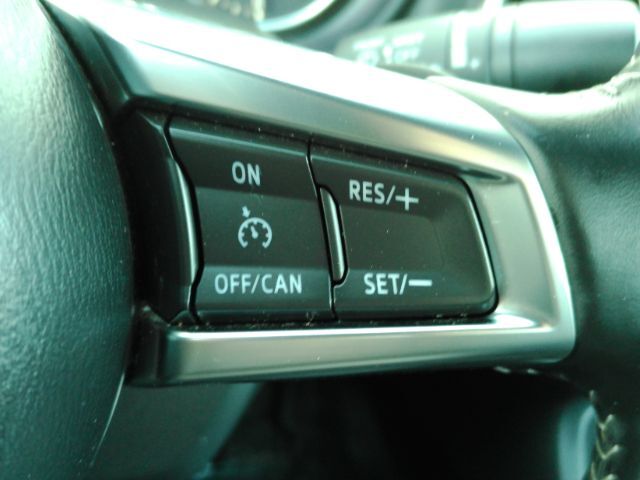 ON
OFF/CAN
RES/+
SET/−